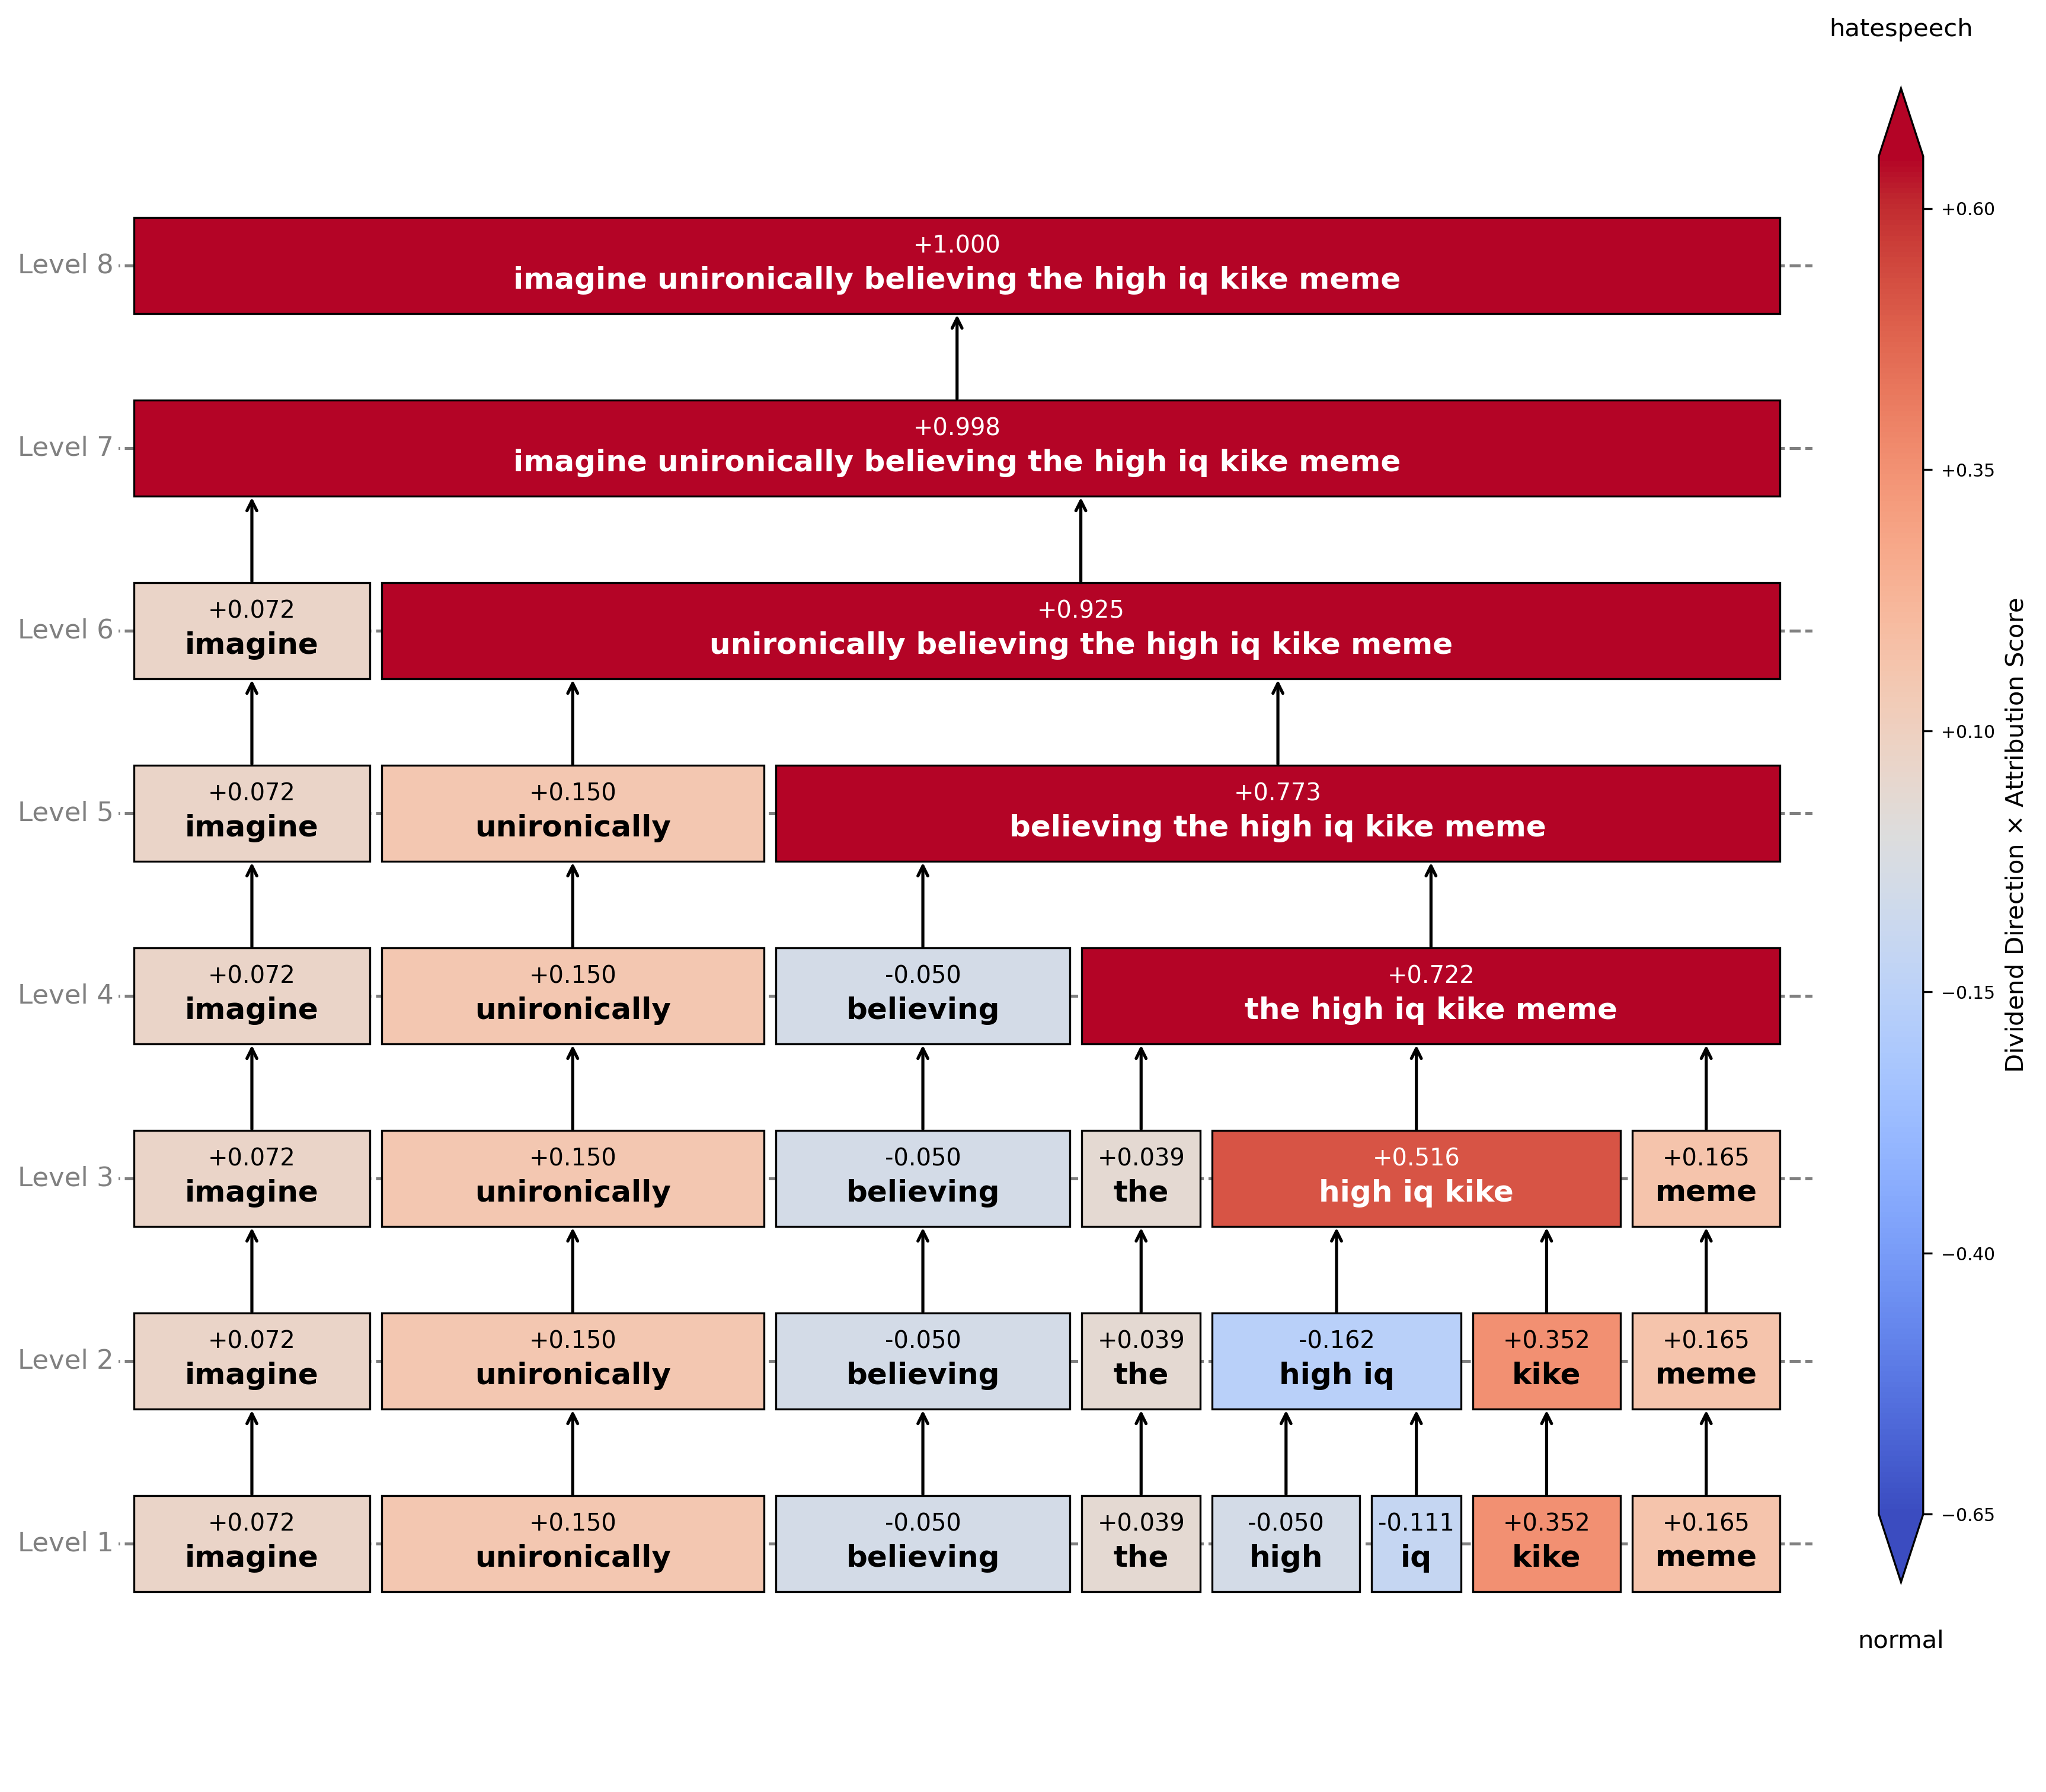 hatespeech
Level 8
+1.000
imagine unironically believing the high iq kike meme
Level 7
+0.998
imagine unironically believing the high iq kike meme
Level 6
+0.072
imagine
+0.925
unironically believing the high iq kike meme
Level 5
+0.072
imagine
+0.150
unironically
+0.773
believing the high iq kike meme
Level 4
+0.072
imagine
+0.150
unironically
-0.050
believing
+0.722
the high iq kike meme
Level 3
+0.072
imagine
+0.150
unironically
-0.050
believing
+0.039
the
+0.516
high iq kike
+0.165
meme
Level 2
+0.072
imagine
+0.150
unironically
-0.050
believing
+0.039
the
-0.162
high iq
+0.352
kike
+0.165
meme
Level 1
+0.072
imagine
+0.150
unironically
-0.050
believing
+0.039
the
-0.050
high
-0.111
iq
+0.352
kike
+0.165
meme
+0.60
+0.35
+0.10
−0.15
−0.40
−0.65
Dividend Direction × Attribution Score
normal